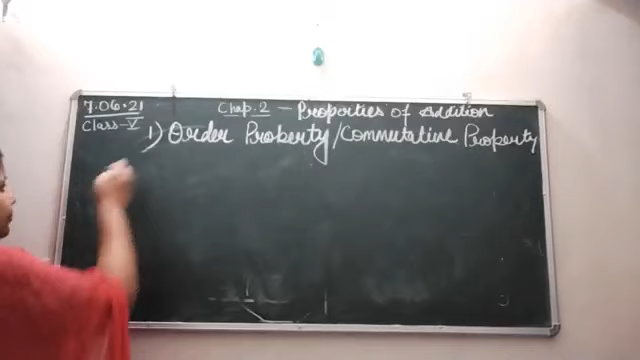 7.06.21
Class-V
Chap.2 - Properties of Addition
1) Order Property/Commutative Property